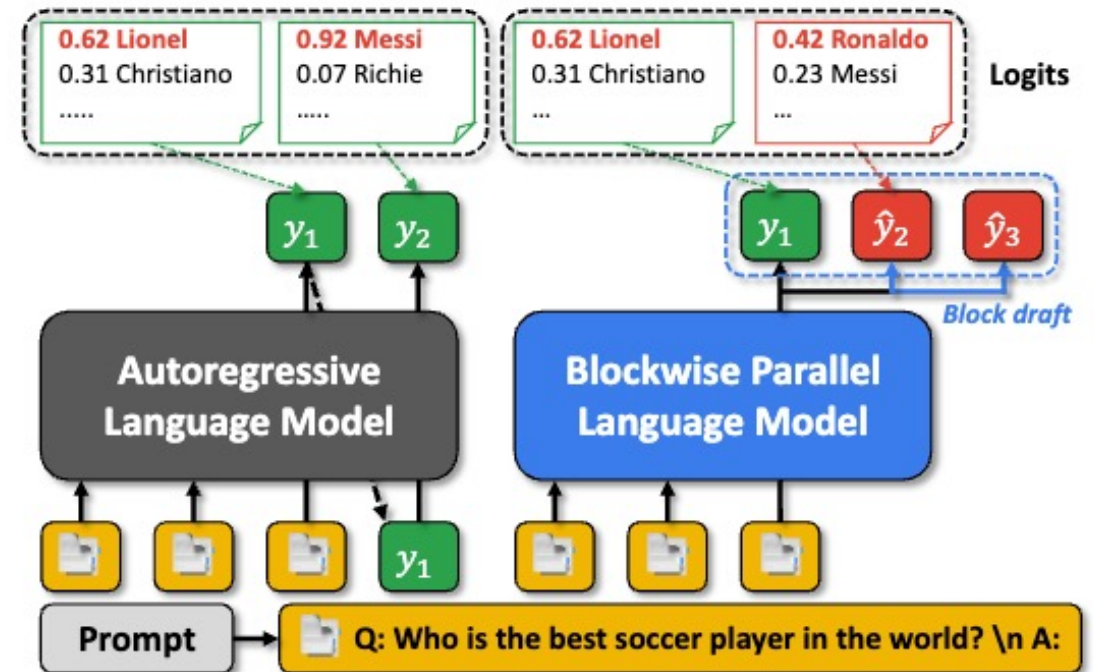 0.62 Lionel
0.31 Christiano
.....
0.92 Messi
0.07 Richie
.....
0.62 Lionel
0.31 Christiano
...
0.42 Ronaldo
0.23 Messi
...
Logits
y₁
y₂
y₁
ŷ₂
ŷ₃
Block draft
Autoregressive
Language Model
Blockwise Parallel
Language Model
y₁
Prompt
Q: Who is the best soccer player in the world? \n A: